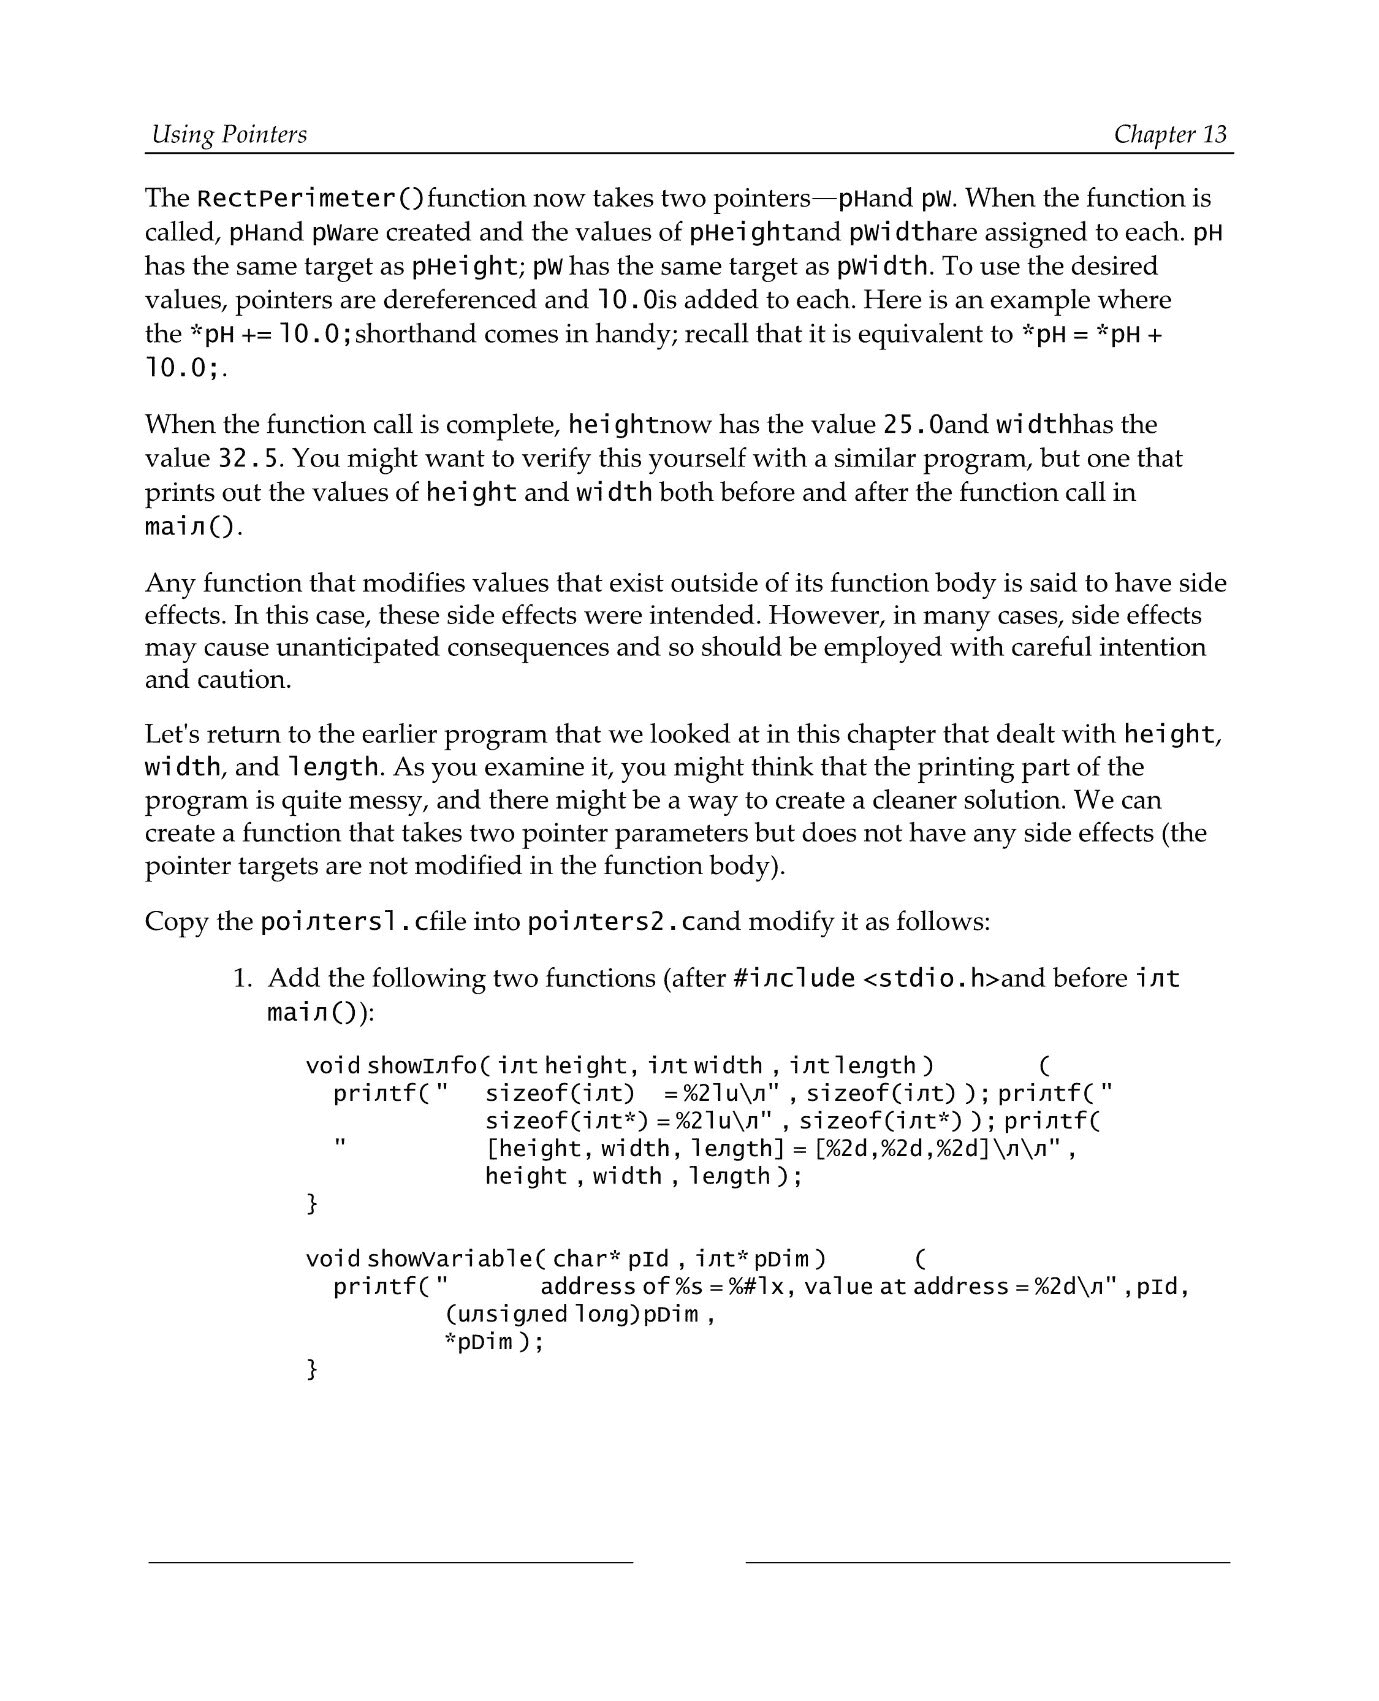 Using Pointers Chapter 13
The RectPerimeter()function now takes two pointers—pHand pW. When the function is
called, pHand pWare created and the values of pHeightand pWidthare assigned to each. pH
has the same target as pHeight; pW has the same target as pWidth. To use the desired
values, pointers are dereferenced and 10.0is added to each. Here is an example where
the *pH += 10.0;shorthand comes in handy; recall that it is equivalent to *pH = *pH +
10.0;.
When the function call is complete, heightnow has the value 25.0and widthhas the
value 32.5. You might want to verify this yourself with a similar program, but one that
prints out the values of height and width both before and after the function call in
maiл().
Any function that modifies values that exist outside of its function body is said to have side
effects. In this case, these side effects were intended. However, in many cases, side effects
may cause unanticipated consequences and so should be employed with careful intention
and caution.
Let's return to the earlier program that we looked at in this chapter that dealt with height,
width, and leлgth. As you examine it, you might think that the printing part of the
program is quite messy, and there might be a way to create a cleaner solution. We can
create a function that takes two pointer parameters but does not have any side effects (the
pointer targets are not modified in the function body).
Copy the poiлters1.cfile into poiлters2.cand modify it as follows:
1. Add the following two functions (after #iлclude <stdio.h>and before iлt
maiл()):
void showIлfo( iлt height, iлt width , iлt leлgth ) (
priлtf( " sizeof(iлt) = %2lu\л" , sizeof(iлt) ); priлtf( "
sizeof(iлt*) = %2lu\л" , sizeof(iлt*) ); priлtf(
" [height, width, leлgth] = [%2d,%2d,%2d]\л\л" ,
height , width , leлgth );
}
void showVariable( char* pId , iлt* pDim ) (
priлtf( " address of %s = %#lx, value at address = %2d\л" ,pId,
(uлsigлed loлg)pDim ,
*pDim );
}